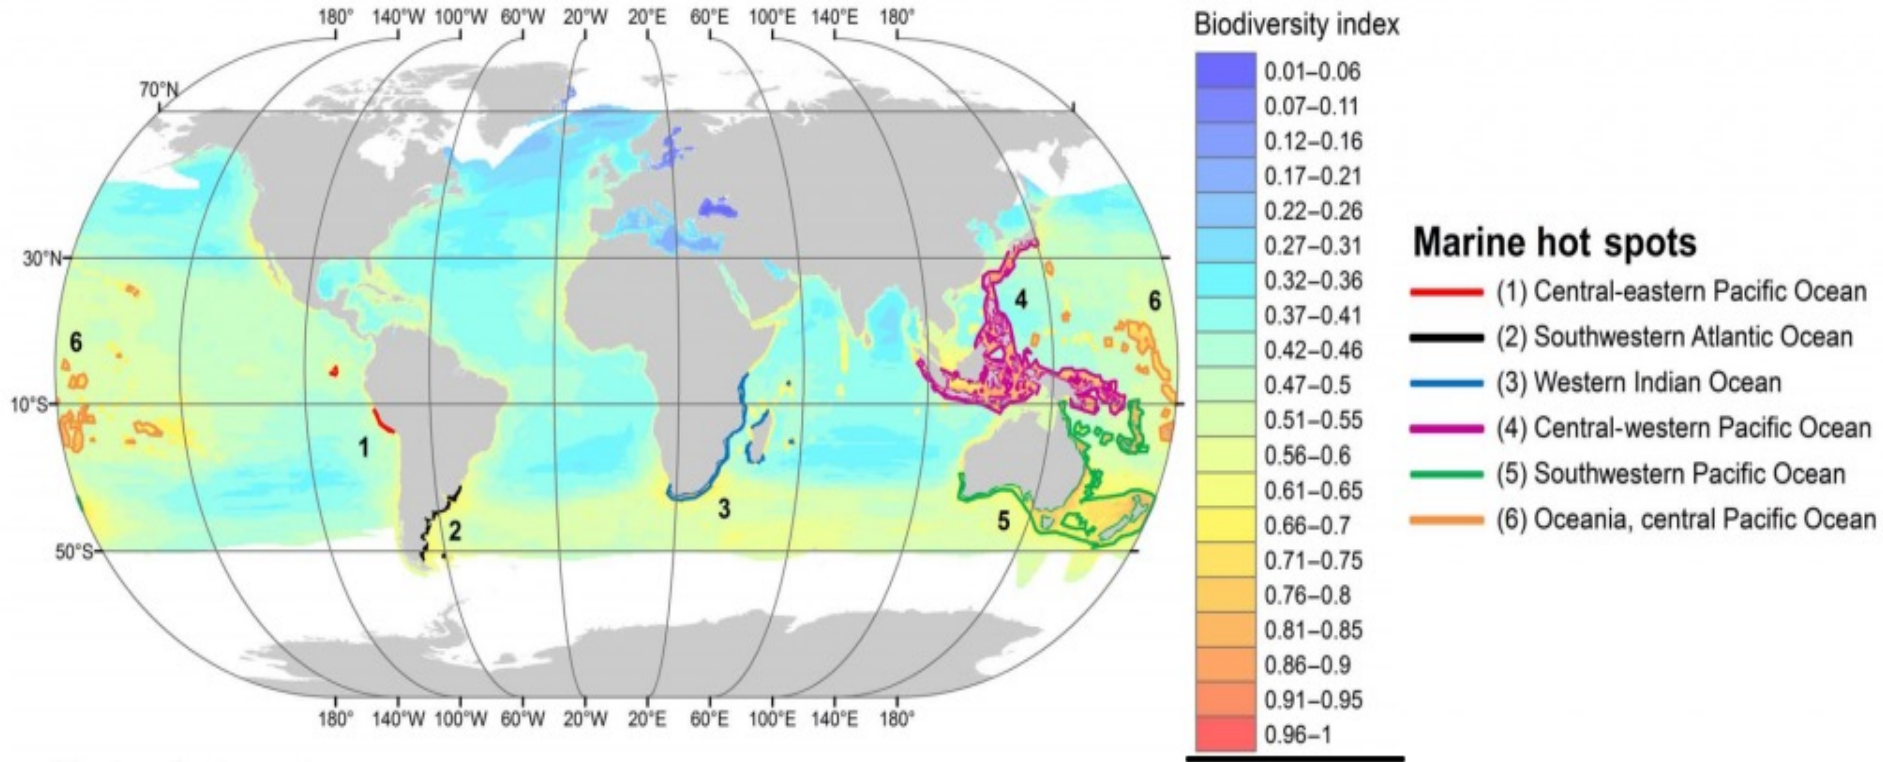 180° 140°W 100°W 60°W 20°W 20°E 60°E 100°E 140°E 180°
70°N
30°N
10°S
50°S
6
1
2
3
4
5
6
180° 140°W 100°W 60°W 20°W 20°E 60°E 100°E 140°E 180°
Biodiversity index
0.01–0.06
0.07–0.11
0.12–0.16
0.17–0.21
0.22–0.26
0.27–0.31
0.32–0.36
0.37–0.41
0.42–0.46
0.47–0.5
0.51–0.55
0.56–0.6
0.61–0.65
0.66–0.7
0.71–0.75
0.76–0.8
0.81–0.85
0.86–0.9
0.91–0.95
0.96–1
Marine hot spots
(1) Central-eastern Pacific Ocean
(2) Southwestern Atlantic Ocean
(3) Western Indian Ocean
(4) Central-western Pacific Ocean
(5) Southwestern Pacific Ocean
(6) Oceania, central Pacific Ocean